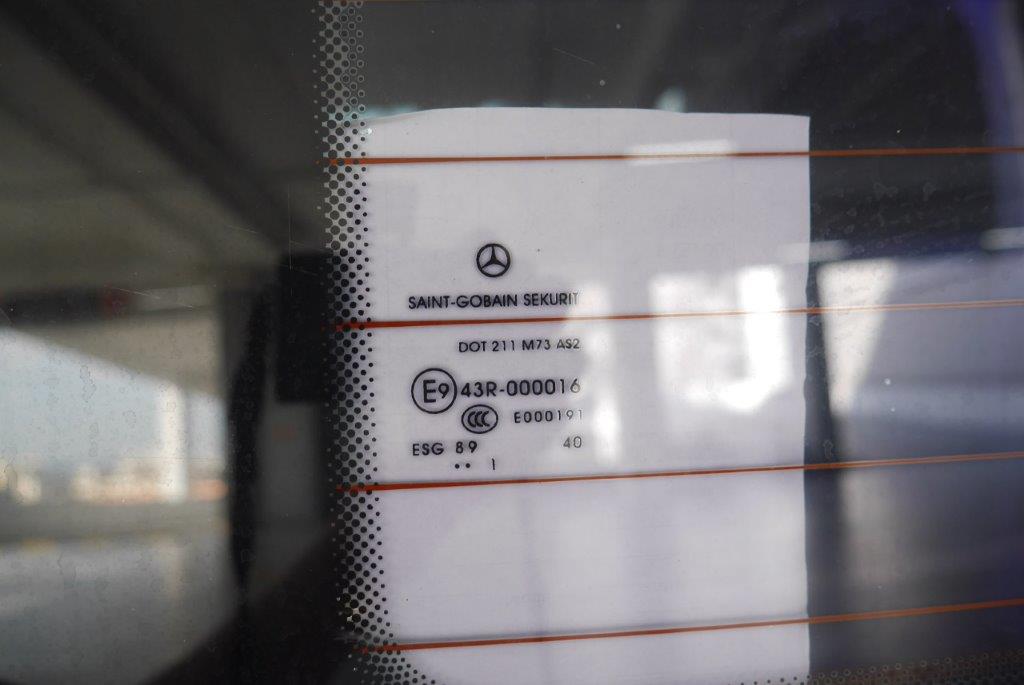 SAINT-GOBAIN SEKURIT
DOT 211 M73 AS2
E9 43R-000016
CCC E000191
ESG 89 40
.. 1